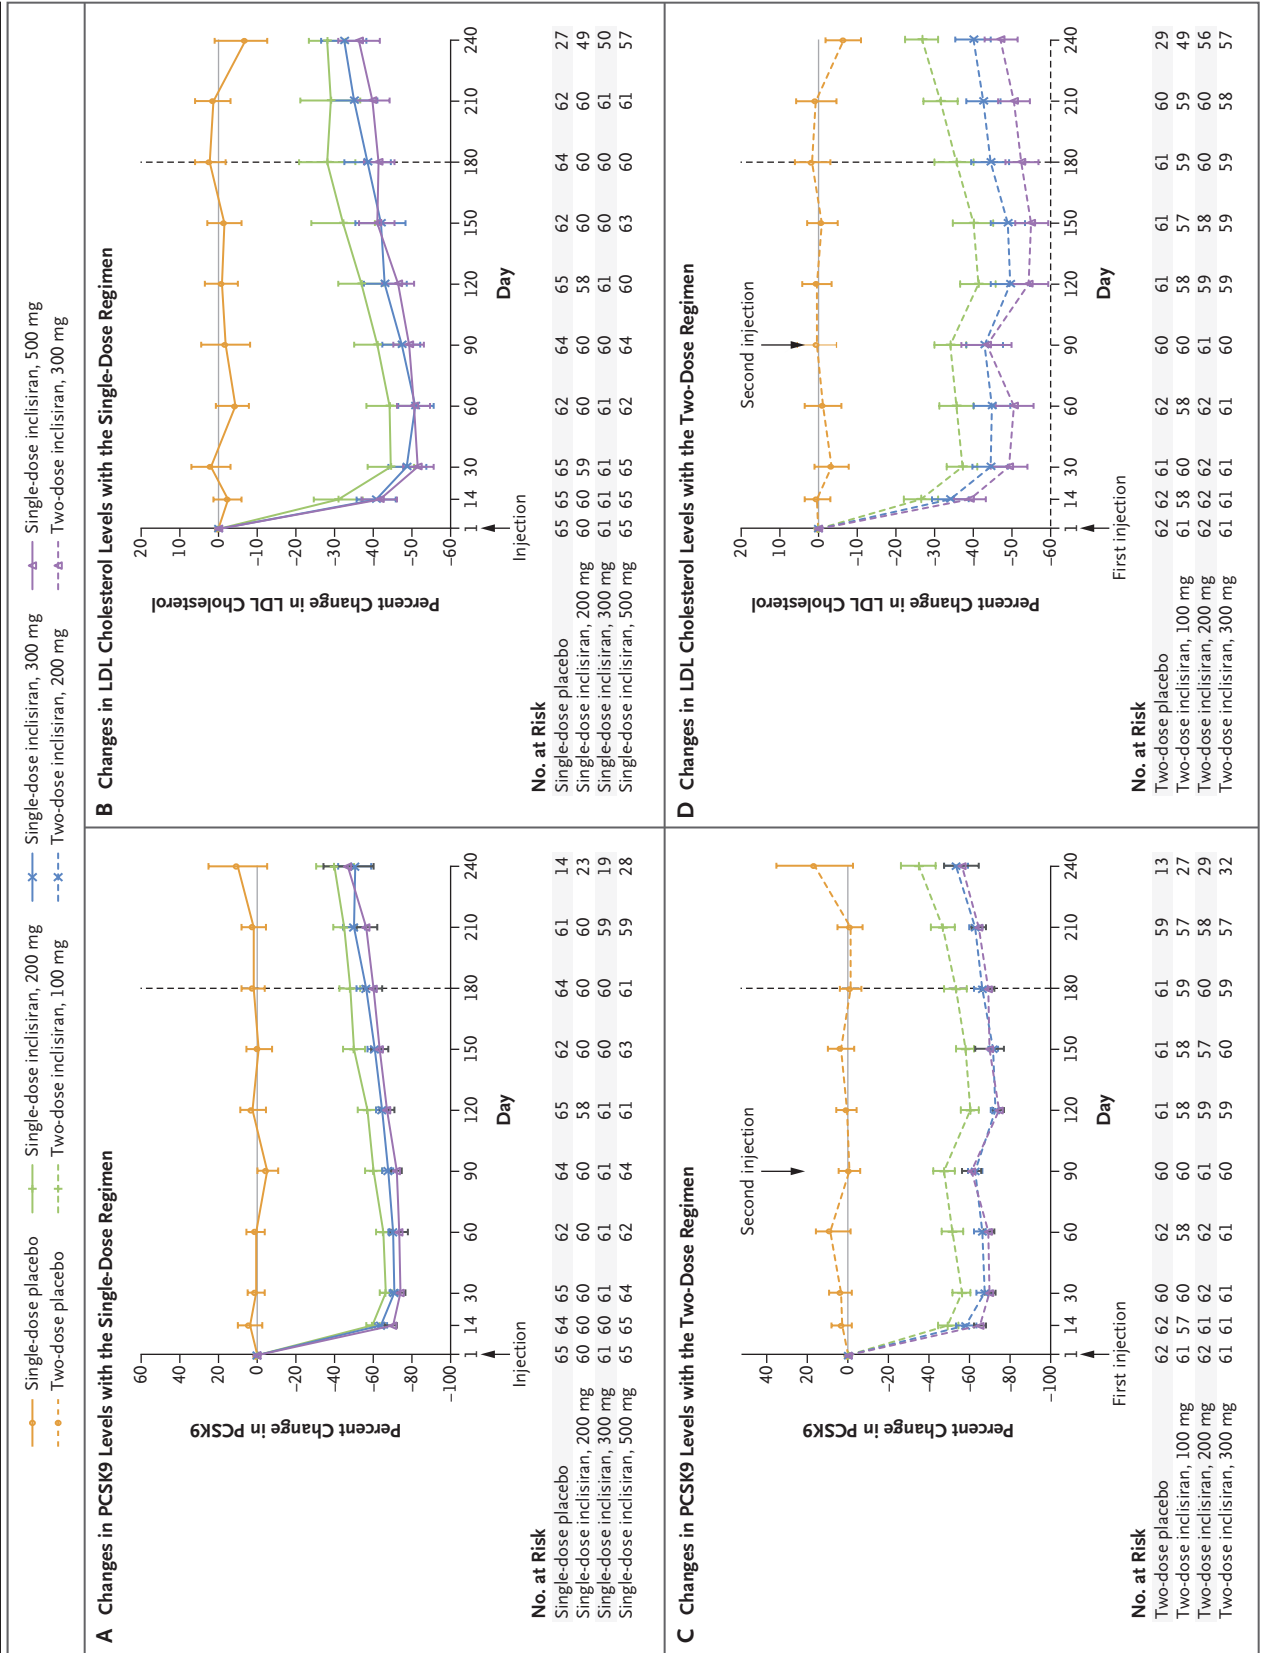 Single-dose placebo Single-dose inclisiran, 200 mg Single-dose inclisiran, 300 mg Single-dose inclisiran, 500 mg
Two-dose placebo Two-dose inclisiran, 100 mg Two-dose inclisiran, 200 mg Two-dose inclisiran, 300 mg
A Changes in PCSK9 Levels with the Single-Dose Regimen
Percent Change in PCSK9
60
40
20
0
−20
−40
−60
−80
−100
1 14 30 60 90 120 150 180 210 240
Day
Injection
No. at Risk
Single-dose placebo 65 64 65 62 64 65 62 64 61 14
Single-dose inclisiran, 200 mg 60 60 60 60 60 58 60 60 60 23
Single-dose inclisiran, 300 mg 61 60 61 61 61 61 60 60 59 19
Single-dose inclisiran, 500 mg 65 65 64 62 64 61 63 61 59 28
B Changes in LDL Cholesterol Levels with the Single-Dose Regimen
Percent Change in LDL Cholesterol
20
10
0
−10
−20
−30
−40
−50
−60
1 14 30 60 90 120 150 180 210 240
Day
Injection
No. at Risk
Single-dose placebo 65 65 65 62 64 65 62 64 62 27
Single-dose inclisiran, 200 mg 60 60 59 60 60 58 60 60 60 49
Single-dose inclisiran, 300 mg 61 61 61 61 60 61 60 60 61 50
Single-dose inclisiran, 500 mg 65 65 65 62 64 60 63 60 61 57
C Changes in PCSK9 Levels with the Two-Dose Regimen
Percent Change in PCSK9
40
20
0
−20
−40
−60
−80
−100
Second injection
1 14 30 60 90 120 150 180 210 240
Day
First injection
No. at Risk
Two-dose placebo 62 62 60 62 60 61 61 61 59 13
Two-dose inclisiran, 100 mg 61 57 60 58 60 58 58 59 57 27
Two-dose inclisiran, 200 mg 62 61 62 62 61 59 57 60 58 29
Two-dose inclisiran, 300 mg 61 61 61 61 60 59 60 59 57 32
D Changes in LDL Cholesterol Levels with the Two-Dose Regimen
Percent Change in LDL Cholesterol
20
10
0
−10
−20
−30
−40
−50
−60
Second injection
1 14 30 60 90 120 150 180 210 240
Day
First injection
No. at Risk
Two-dose placebo 62 62 61 62 60 61 61 61 60 29
Two-dose inclisiran, 100 mg 61 58 60 58 60 58 57 59 59 49
Two-dose inclisiran, 200 mg 62 61 62 62 61 59 58 60 60 56
Two-dose inclisiran, 300 mg 61 61 61 61 60 59 59 59 58 57